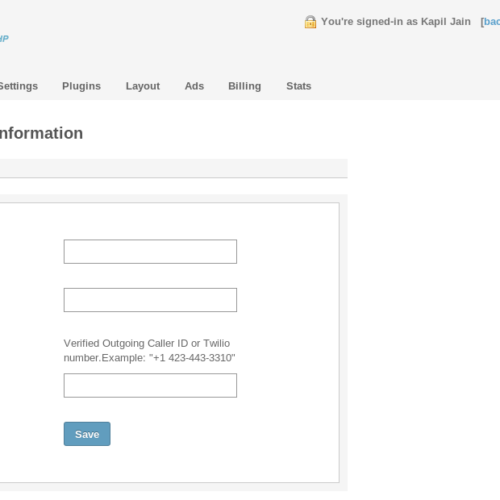 You're signed-in as Kapil Jain [bac
HP
Settings Plugins Layout Ads Billing Stats
nformation
Verified Outgoing Caller ID or Twilio
number.Example: "+1 423-443-3310"
Save